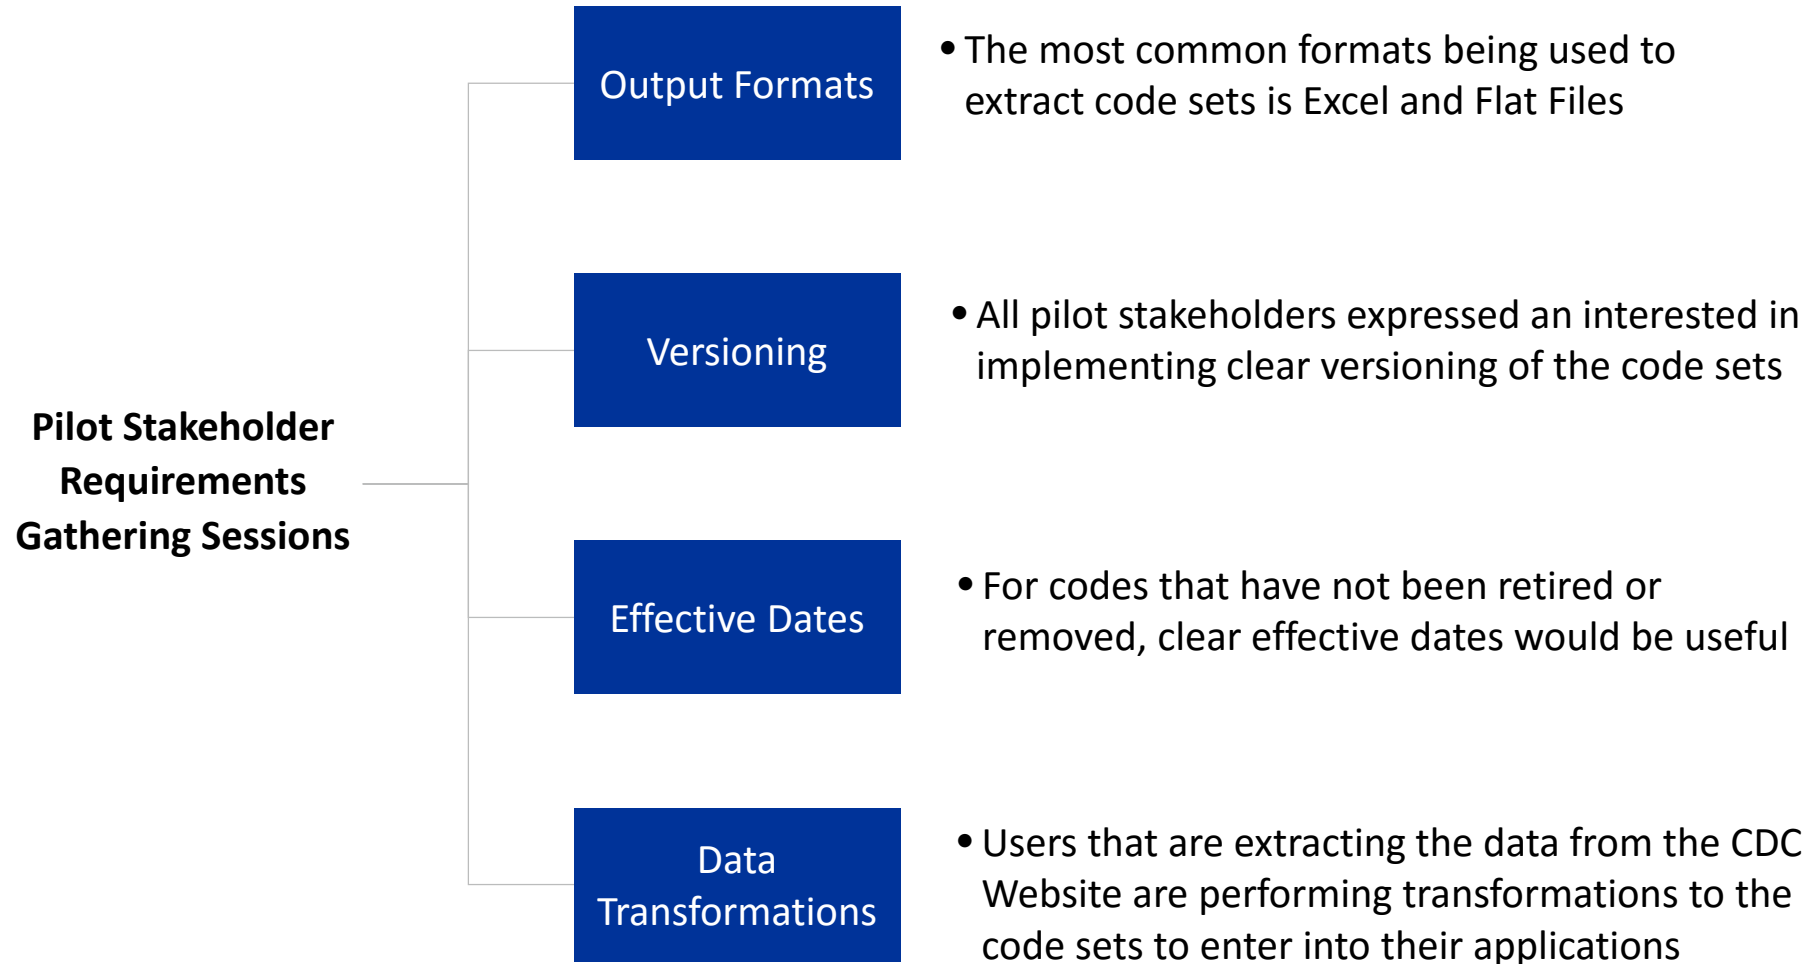 Pilot Stakeholder
Requirements
Gathering Sessions
Output Formats
• The most common formats being used to
extract code sets is Excel and Flat Files
Versioning
• All pilot stakeholders expressed an interested in
implementing clear versioning of the code sets
Effective Dates
• For codes that have not been retired or
removed, clear effective dates would be useful
Data
Transformations
• Users that are extracting the data from the CDC
Website are performing transformations to the
code sets to enter into their applications